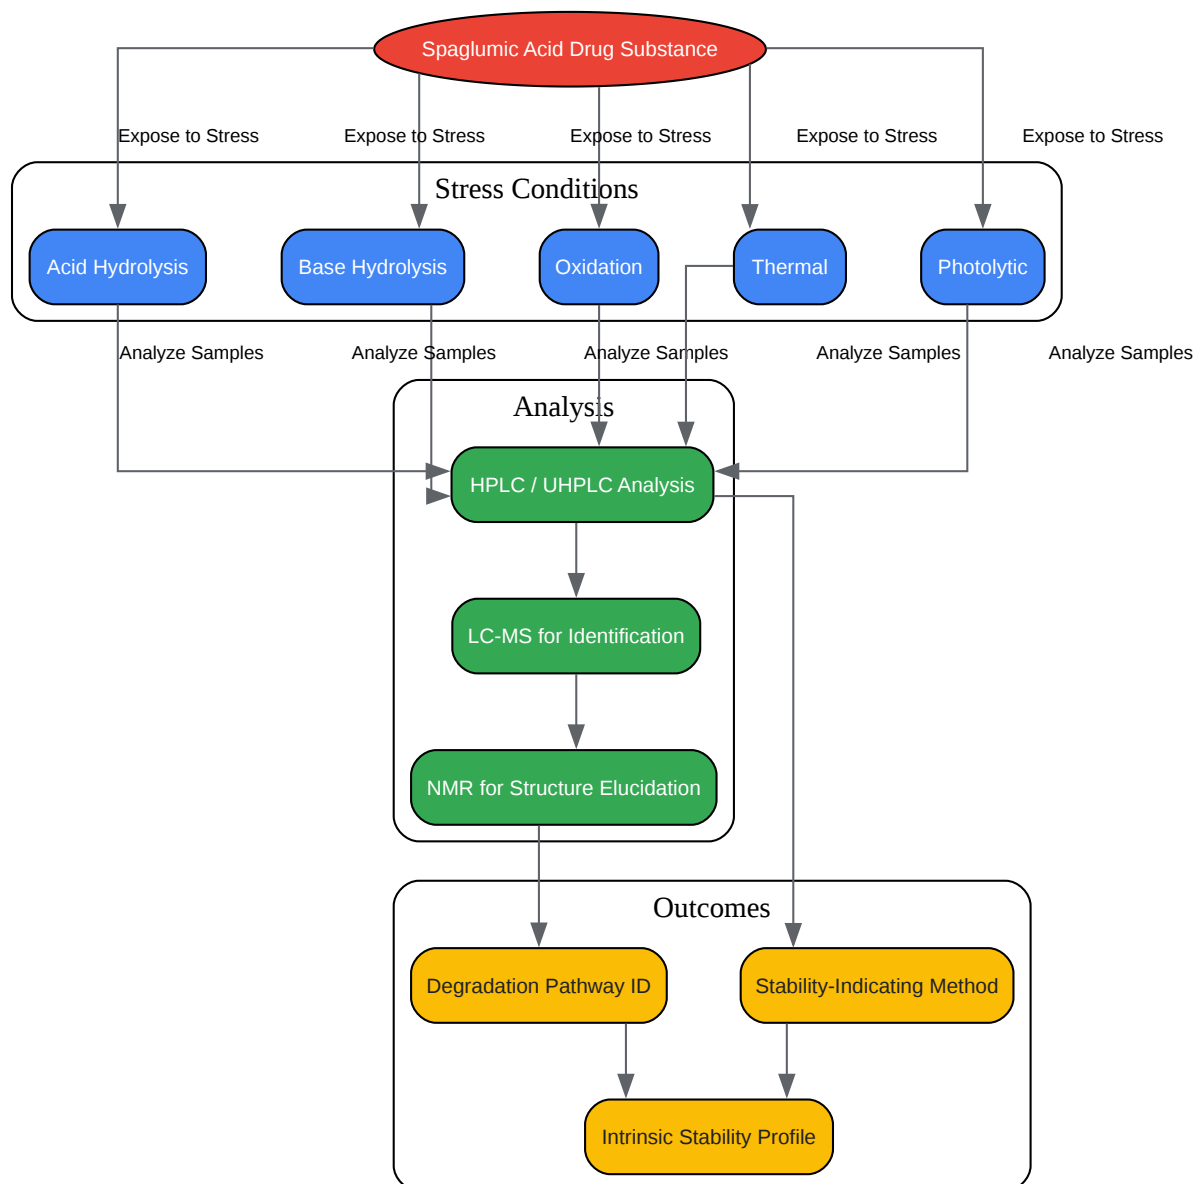 Spaglumic Acid Drug Substance
Expose to Stress
Expose to Stress
Expose to Stress
Expose to Stress
Expose to Stress
Stress Conditions
Acid Hydrolysis
Base Hydrolysis
Oxidation
Thermal
Photolytic
Analyze Samples
Analyze Samples
Analyze Samples
Analyze Samples
Analyze Samples
Analysis
HPLC / UHPLC Analysis
LC-MS for Identification
NMR for Structure Elucidation
Outcomes
Degradation Pathway ID
Stability-Indicating Method
Intrinsic Stability Profile